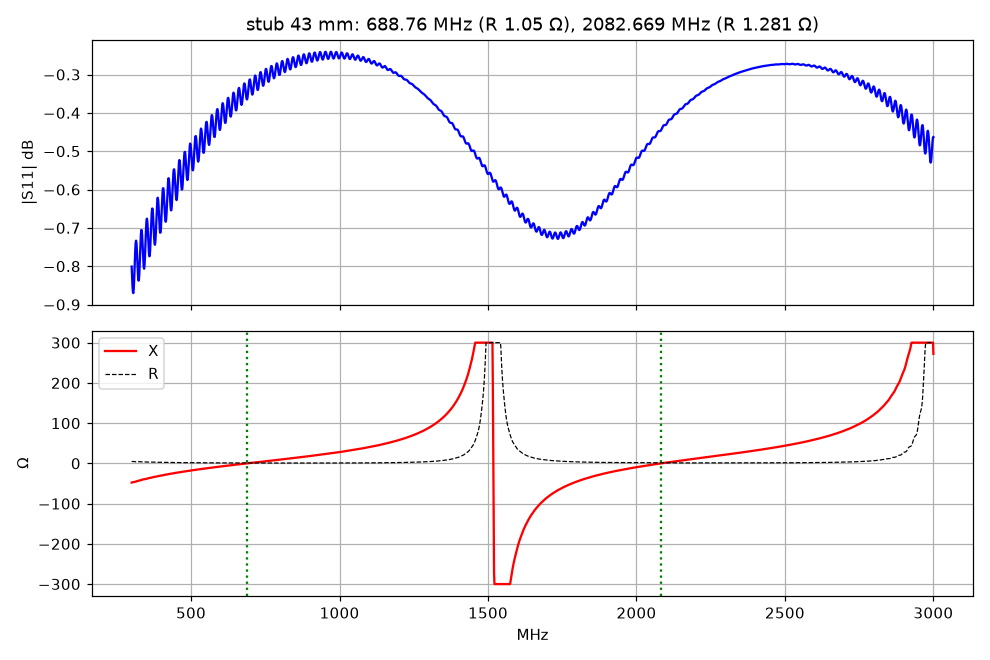 stub 43 mm: 688.76 MHz (R 1.05 Ω), 2082.669 MHz (R 1.281 Ω)
−0.3
−0.4
−0.5
−0.6
−0.7
−0.8
−0.9
|S11| dB
300
200
100
0
−100
−200
−300
Ω
X
R
500 1000 1500 2000 2500 3000
MHz